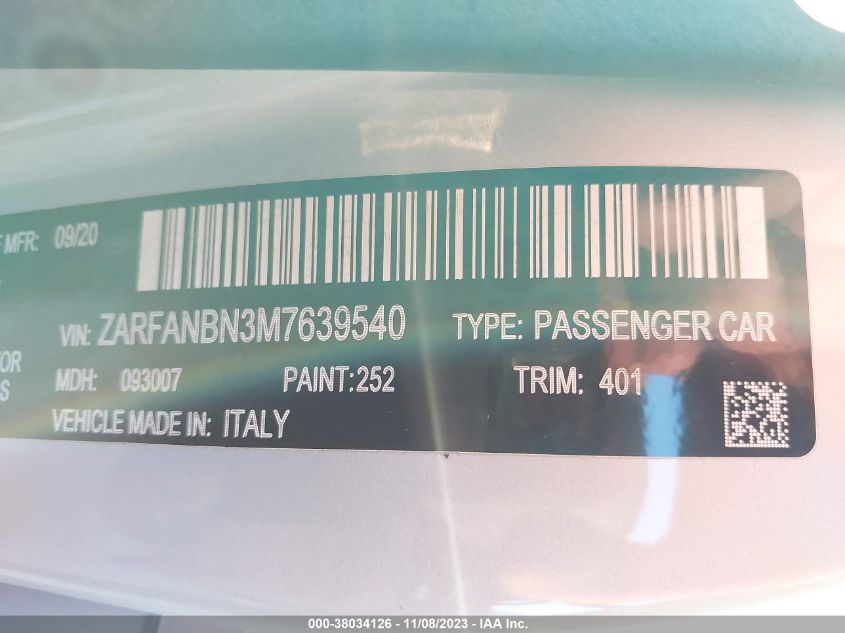 F MFR: 09/20
VIN: ZARFANBN3M7639540 TYPE: PASSENGER CAR
TOR
MDH: 093007 PAINT:252 TRIM: 401
S
VEHICLE MADE IN: ITALY
000-38034126 - 11/08/2023 - IAA Inc.